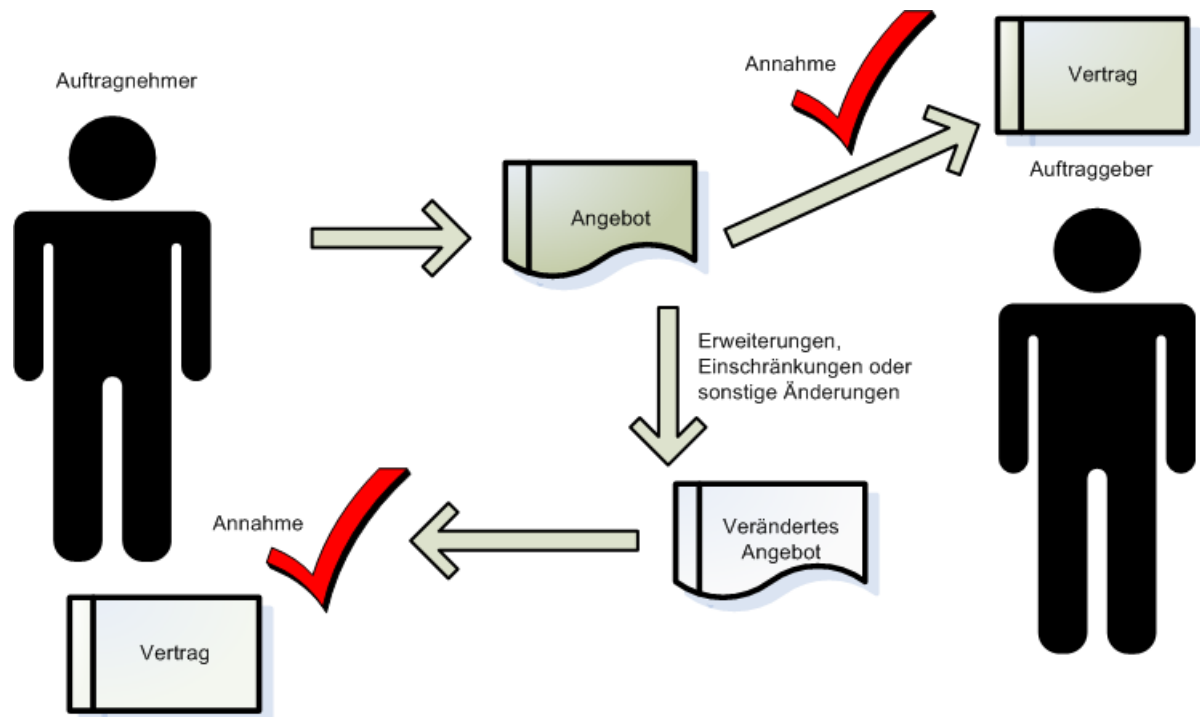 Auftragnehmer
Annahme
Vertrag
Auftraggeber
Angebot
Erweiterungen,
Einschränkungen oder
sonstige Änderungen
Verändertes
Angebot
Annahme
Vertrag